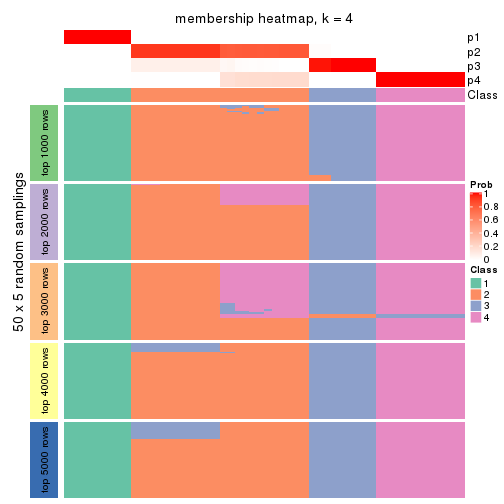 membership heatmap, k = 4
p1
p2
p3
p4
Class
50 x 5 random samplings
top 1000 rows
top 2000 rows
top 3000 rows
top 4000 rows
top 5000 rows
Prob
1
0.8
0.6
0.4
0.2
0
Class
1
2
3
4